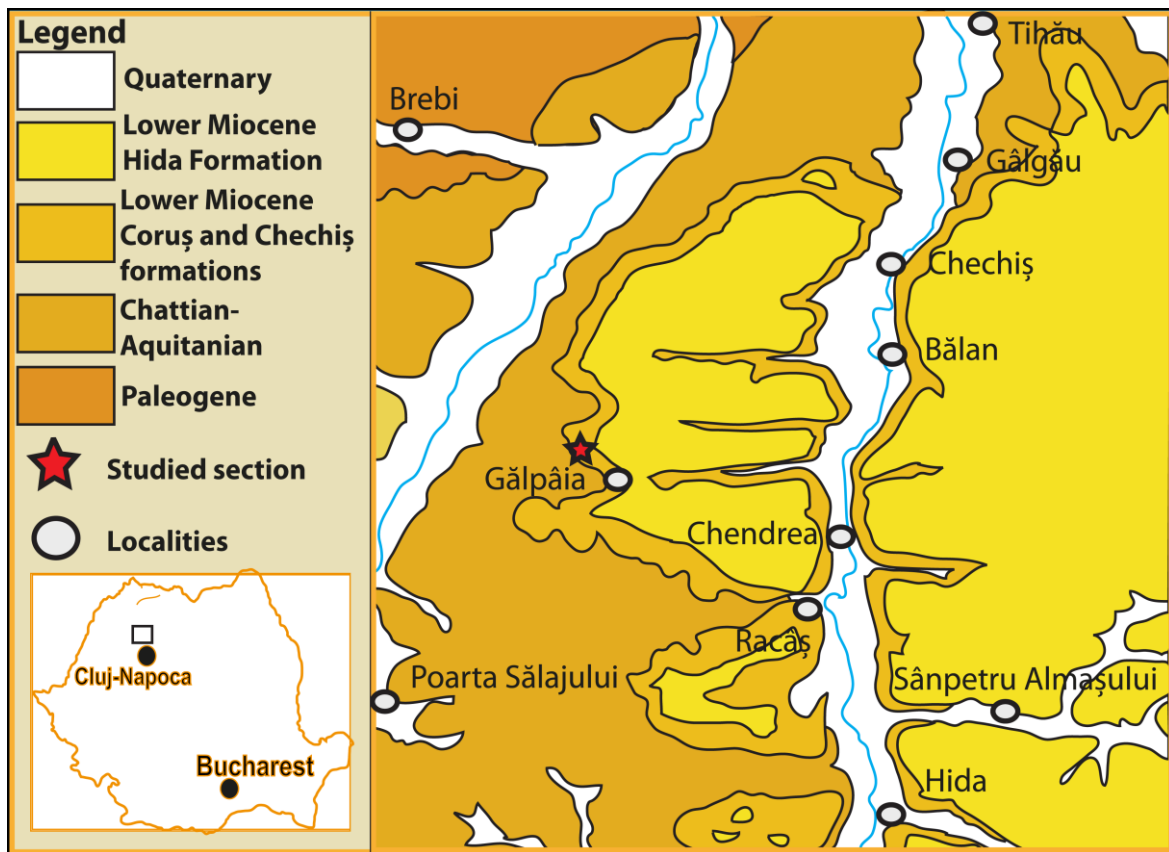 Legend
Quaternary
Lower Miocene
Hida Formation
Lower Miocene
Coruș and Chechiș
formations
Chattian-
Aquitanian
Paleogene
Studied section
Localities
Cluj-Napoca
Bucharest
Tihău
Brebi
Gâlgău
Chechiș
Bălan
Gălpâia
Chendrea
Racâș
Poarta Sălajului
Sânpetru Almașului
Hida